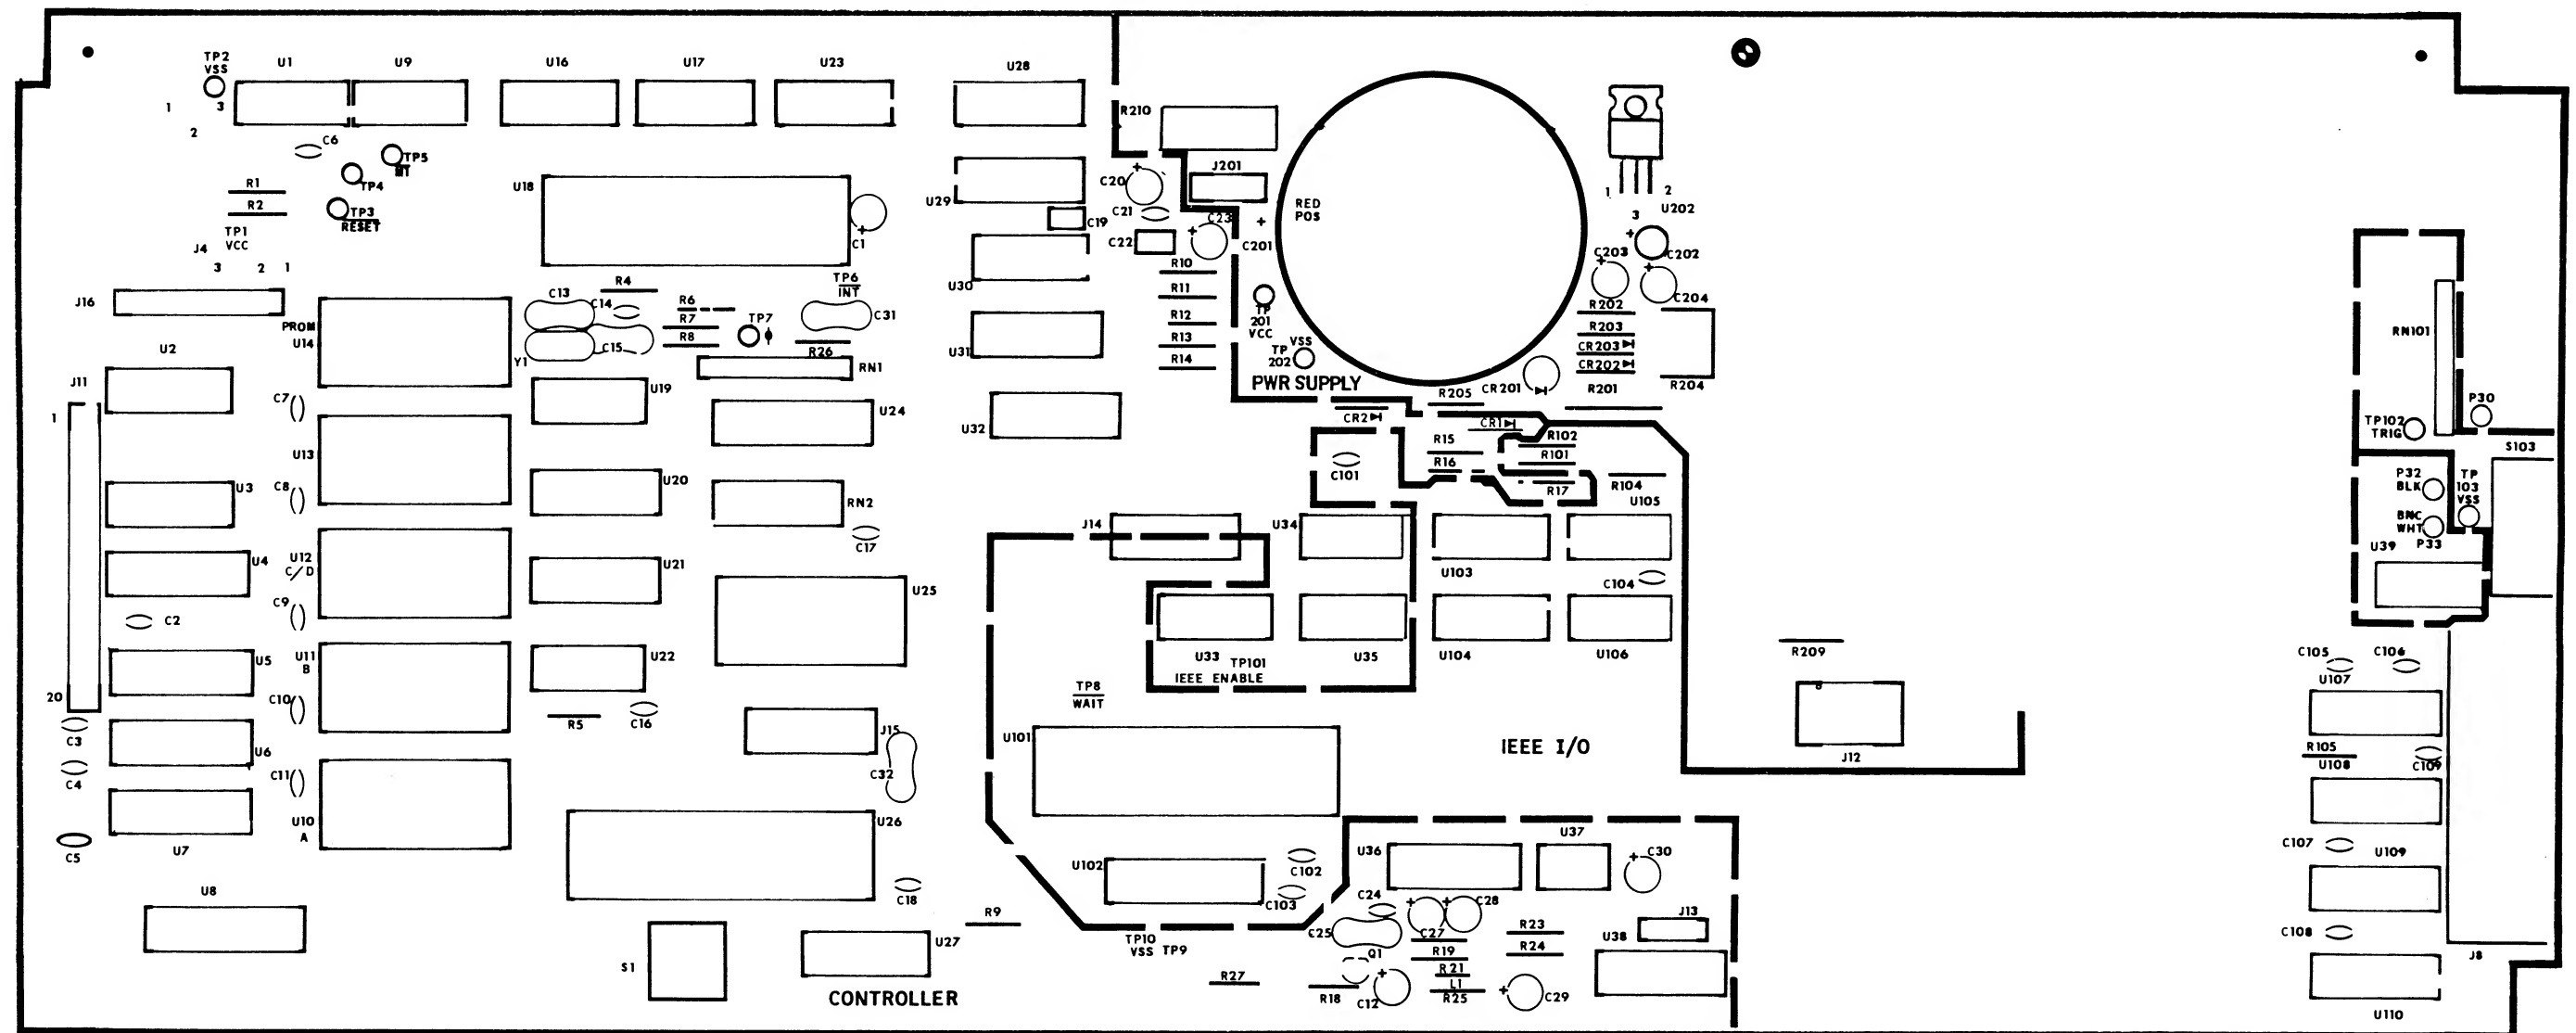 TP2
VSS
U1
U9
U16
U17
U23
U28
1
3
2
C6
TP5
TP4
R1
R2
TP3
RESET
TP1
VCC
J4
3 2 1
U18
C1
U29
C19
R210
J201
C20
C21
C22
C23
+
+
+
C201
RED
POS
1
2
3
U202
+
C203
C202
+
+
C204
U30
R10
R11
R12
R13
R14
TP
201
VCC
VSS
TP
202
PWR SUPPLY
R202
R203
CR203
CR202
R201
R204
CR201
R205
CR2
CR1
J16
PROM
U14
C13
C14
R4
R6
R7
R8
TP7
TP6
INT
C31
R26
RN1
Y1
C15
U31
U2
J11
1
C7
U19
U24
U32
U13
R15
R16
R102
R101
R17
R104
C101
U105
RN101
TP102
TRIG
P30
S103
P32
BLK
TP
103
VSS
BNC
WHT
P33
U39
U3
C8
U20
RN2
C17
J14
U34
U103
C104
U4
U12
C/D
U21
U25
C9
C2
U33
TP101
IEEE ENABLE
U35
U104
U106
R209
C105
C106
U107
U5
U11
B
U22
20
C10
R5
C16
TP8
WAIT
J15
C3
U6
C32
U101
IEEE I/O
J12
R105
U108
C109
C4
C11
U10
A
U26
C5
U7
U37
U36
+
C30
C107
U109
U102
C102
C103
C18
U8
R9
C24
+
+
C28
C25
C27
R23
R24
J13
U38
C108
J8
U27
S1
TP10
VSS
TP9
Q1
R19
R21
L1
R25
R27
R18
+
C12
+
C29
U110
CONTROLLER